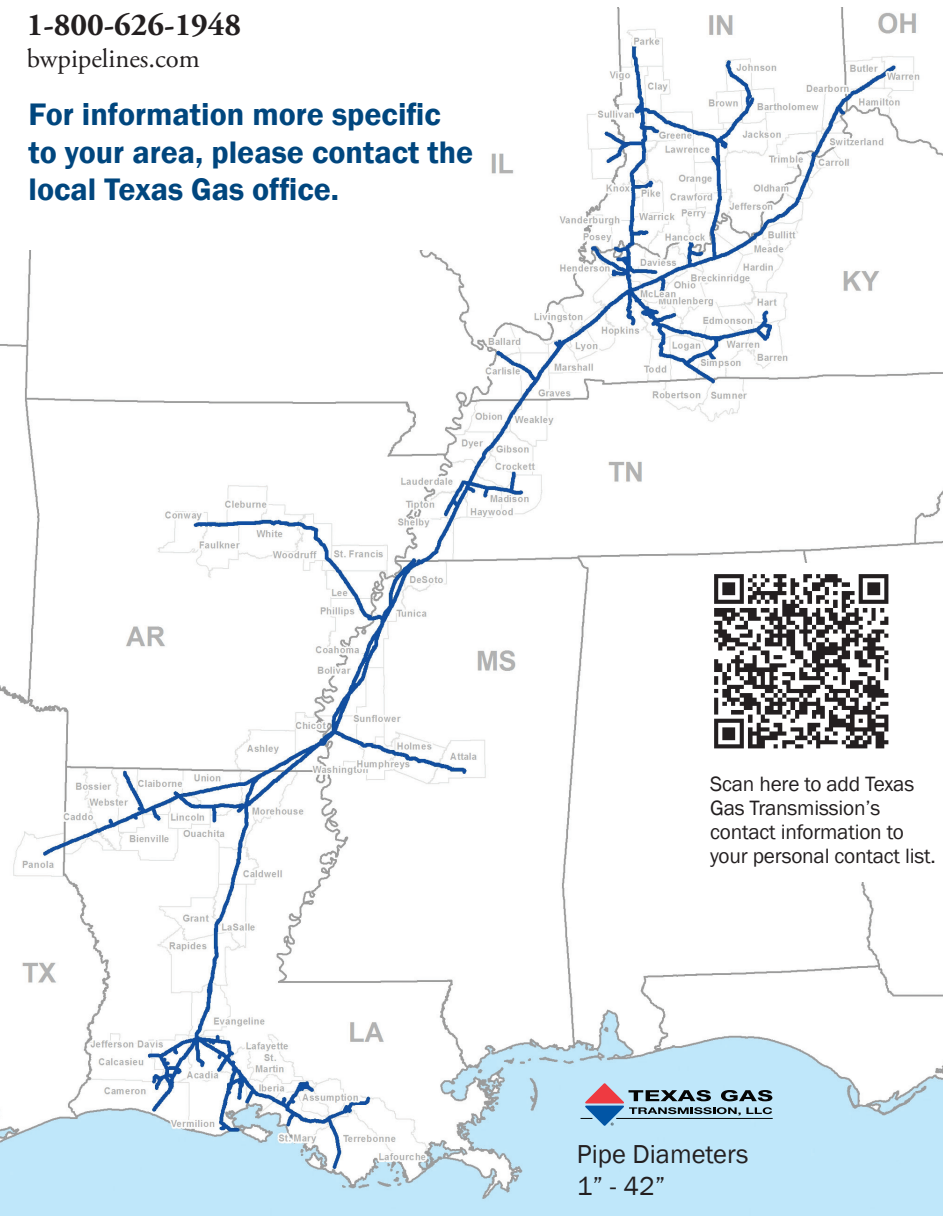 1-800-626-1948
bwpipelines.com
For information more specific
to your area, please contact the
local Texas Gas office.
IN
OH
IL
KY
TN
AR
MS
TX
LA
Parke
Vigo
Clay
Johnson
Butler
Warren
Dearborn
Hamilton
Brown
Bartholomew
Sullivan
Greene
Lawrence
Jackson
Switzerland
Trimble
Carroll
Orange
Oldham
Knox
Pike
Crawford
Jefferson
Vanderburgh
Warrick
Perry
Posey
Hancock
Bullitt
Meade
Henderson
Daviess
Hardin
Breckinridge
Ohio
McLean
Muhlenberg
Hart
Livingston
Hopkins
Edmonson
Ballard
Lyon
Logan
Warren
Simpson
Barren
Carlisle
Marshall
Todd
Graves
Robertson
Sumner
Obion
Weakley
Dyer
Gibson
Crockett
Lauderdale
Madison
Tipton
Haywood
Shelby
Cleburne
Conway
White
Faulkner
Woodruff
St. Francis
DeSoto
Lee
Phillips
Tunica
Coahoma
Bolivar
Chicot
Sunflower
Ashley
Holmes
Attala
Washington
Humphreys
Bossier
Claiborne
Union
Webster
Caddo
Lincoln
Morehouse
Bienville
Ouachita
Panola
Caldwell
Grant
LaSalle
Rapides
Evangeline
Jefferson Davis
Lafayette
Calcasieu
St.
Martin
Acadia
Cameron
Iberia
Assumption
Vermilion
St. Mary
Terrebonne
Lafourche
Scan here to add Texas
Gas Transmission's
contact information to
your personal contact list.
TEXAS GAS
TRANSMISSION, LLC
Pipe Diameters
1” - 42”